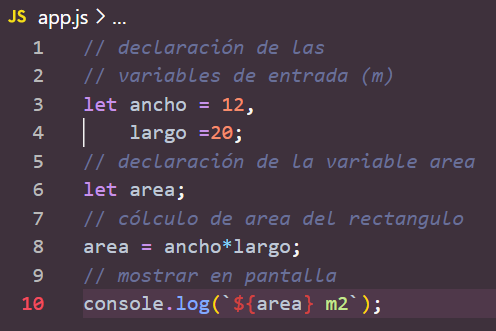 JS app.js > ...
1 // declaración de las
2 // variables de entrada (m)
3 let ancho = 12,
4     largo =20;
5 // declaración de la variable area
6 let area;
7 // cólculo de area del rectangulo
8 area = ancho*largo;
9 // mostrar en pantalla
10 console.log(`${area} m2`);